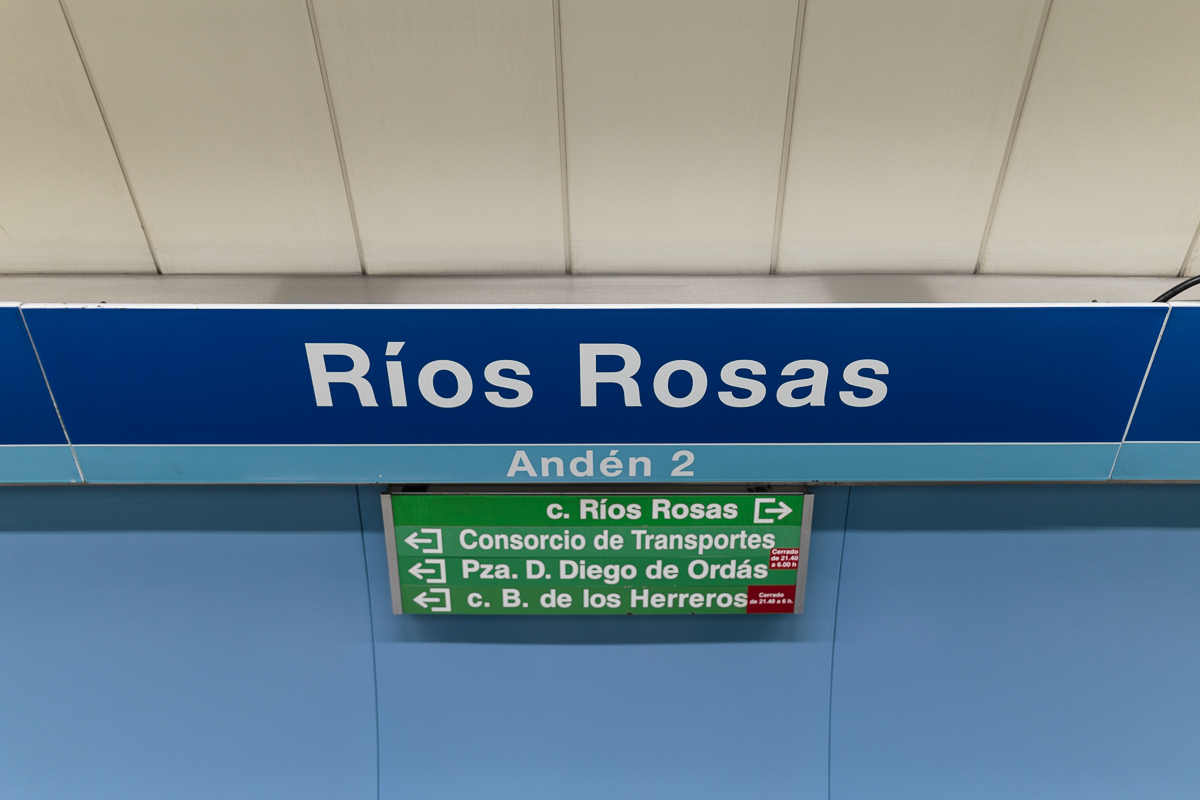 Ríos Rosas
Andén 2
c. Ríos Rosas
Consorcio de Transportes
Pza. D. Diego de Ordás
Cerrado
de 21.40
a 6.00 h
c. B. de los Herreros
Cerrado
de 21.40 a 6 h.